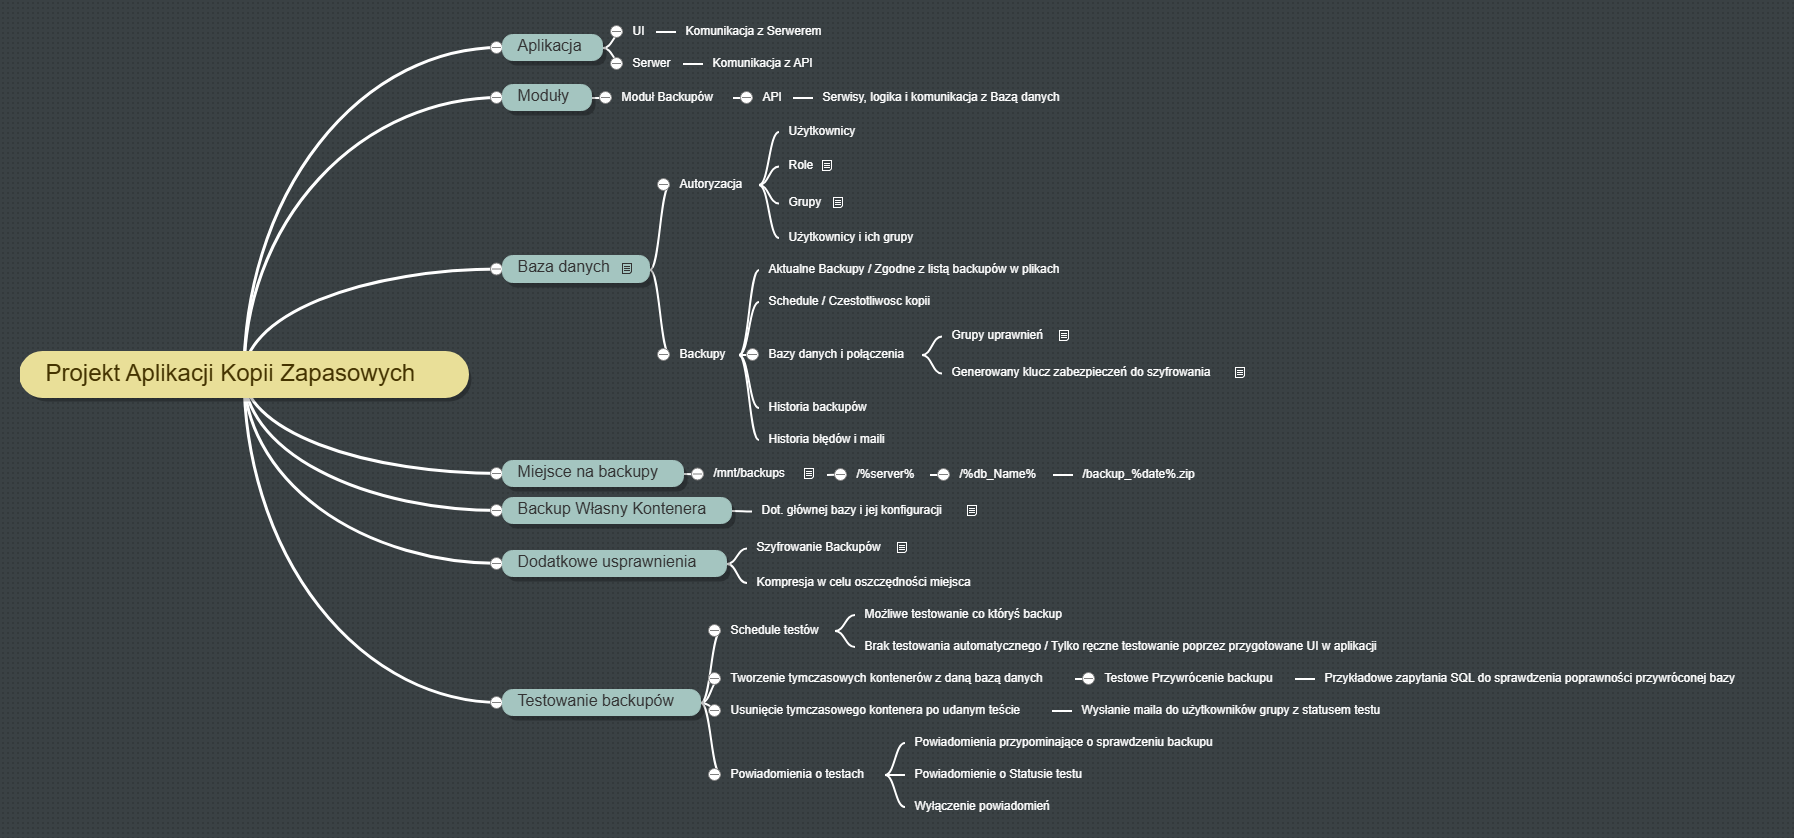 Projekt Aplikacji Kopii Zapasowych
Aplikacja
UI
Komunikacja z Serwerem
Serwer
Komunikacja z API
Moduły
Moduł Backupów
API
Serwisy, logika i komunikacja z Bazą danych
Baza danych
Autoryzacja
Użytkownicy
Role
Grupy
Użytkownicy i ich grupy
Backupy
Aktualne Backupy / Zgodne z listą backupów w plikach
Schedule / Czestotliwosc kopii
Bazy danych i połączenia
Grupy uprawnień
Generowany klucz zabezpieczeń do szyfrowania
Historia backupów
Historia błędów i maili
Miejsce na backupy
/mnt/backups
/%server%
/%db_Name%
/backup_%date%.zip
Backup Własny Kontenera
Dot. głównej bazy i jej konfiguracji
Dodatkowe usprawnienia
Szyfrowanie Backupów
Kompresja w celu oszczędności miejsca
Testowanie backupów
Schedule testów
Możliwe testowanie co któryś backup
Brak testowania automatycznego / Tylko ręczne testowanie poprzez przygotowane UI w aplikacji
Tworzenie tymczasowych kontenerów z daną bazą danych
Testowe Przywrócenie backupu
Przykładowe zapytania SQL do sprawdzenia poprawności przywróconej bazy
Usunięcie tymczasowego kontenera po udanym teście
Wysłanie maila do użytkowników grupy z statusem testu
Powiadomienia o testach
Powiadomienia przypominające o sprawdzeniu backupu
Powiadomienie o Statusie testu
Wyłączenie powiadomień